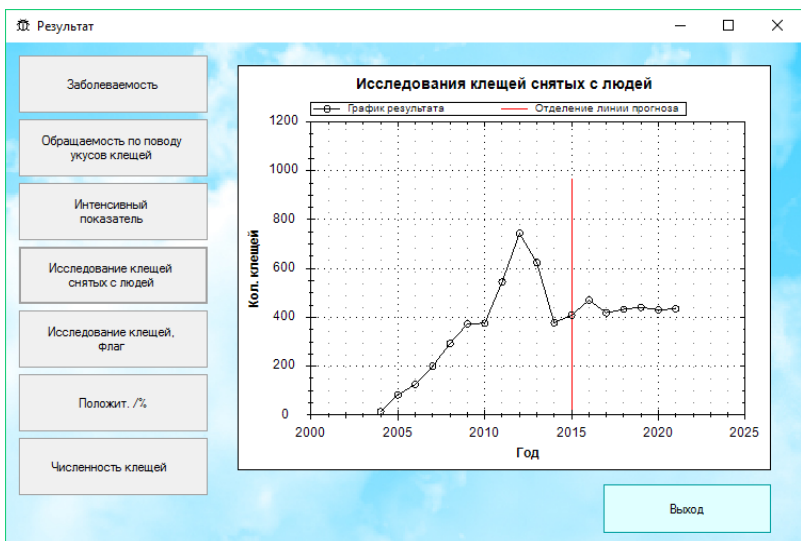 Результат
Заболеваемость
Обращаемость по поводу
укусов клещей
Интенсивный
показатель
Исследование клещей
снятых с людей
Исследование клещей,
флаг
Положит. /%
Численность клещей
Исследования клещей снятых с людей
График результата
Отделение линии прогноза
Кол. клещей
1200
1000
800
600
400
200
0
2000
2005
2010
2015
2020
2025
Год
Выход